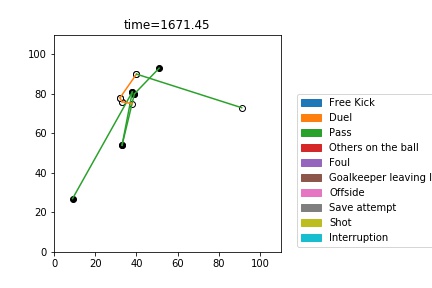 time=1671.45
100
80
60
40
20
0
0 20 40 60 80 100
Free Kick
Duel
Pass
Others on the ball
Foul
Goalkeeper leaving l
Offside
Save attempt
Shot
Interruption